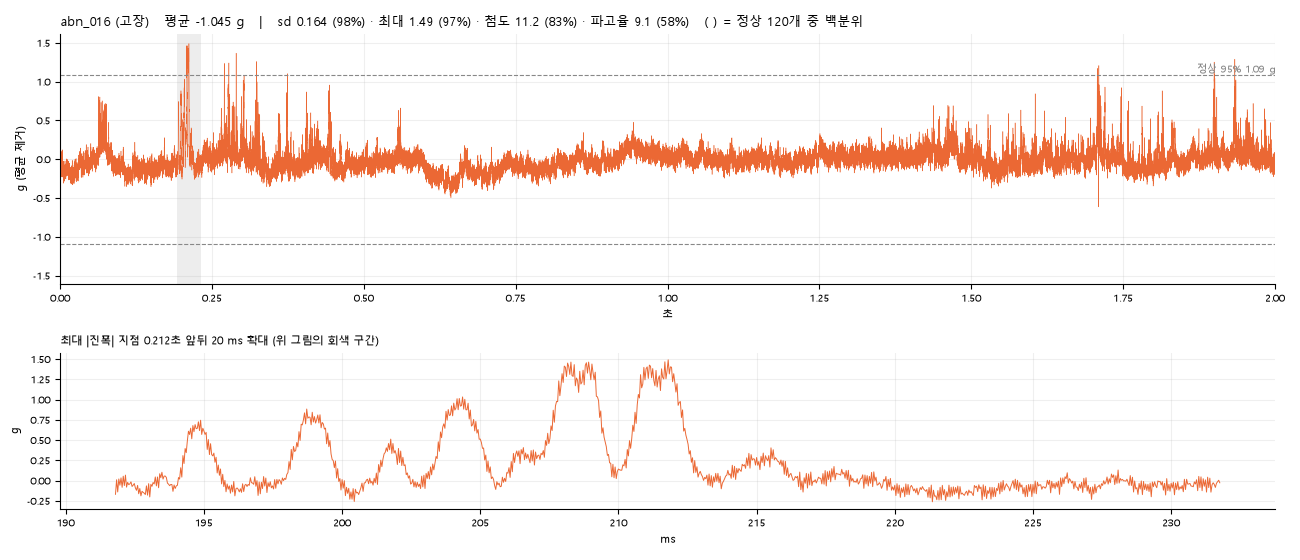 abn_016 (고장)    평균 -1.045 g    |    sd 0.164 (98%) · 최대 1.49 (97%) · 첨도 11.2 (83%) · 파고율 9.1 (58%)    ( ) = 정상 120개 중 백분위
정상 95% 1.09 g
g (평균 제거)
1.5
1.0
0.5
0.0
-0.5
-1.0
-1.5
0.00 0.25 0.50 0.75 1.00 1.25 1.50 1.75 2.00
초
최대 |진폭| 지점 0.212초 앞뒤 20 ms 확대 (위 그림의 회색 구간)
g
1.50
1.25
1.00
0.75
0.50
0.25
0.00
-0.25
190 195 200 205 210 215 220 225 230
ms